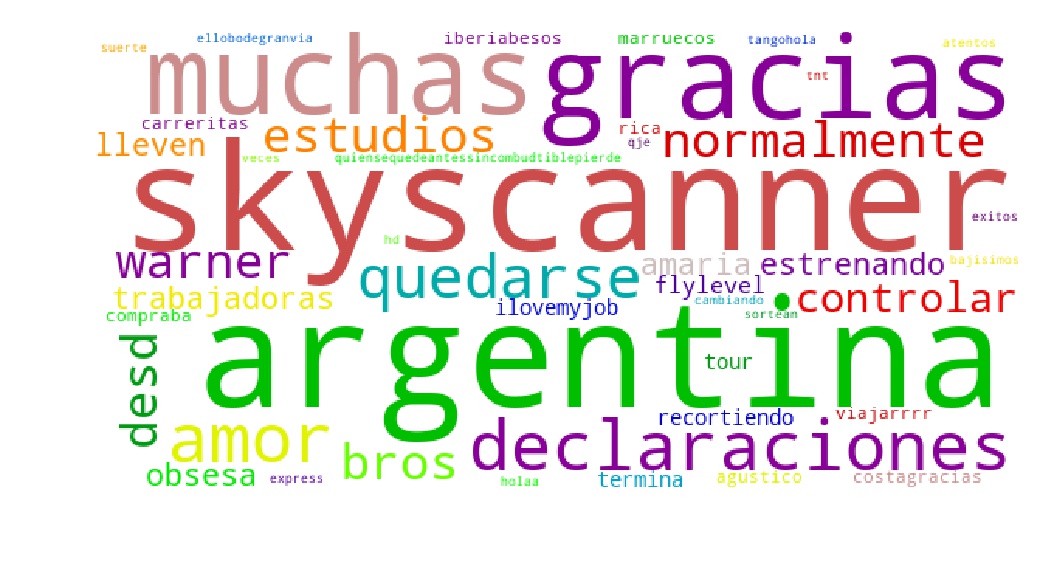 suerte ellobodegranvia iberiabesos marruecos tangohola atentos
muchas gracias
tnt
carreritas rica
lleven estudios qje normalmente
veces quiensequedeantessincombudtiblepierde
skyscanner
exitos
hd
warner quedarse amaria estrenando bajisimos
trabajadoras flylevel controlar
compraba ilovemyjob cambiando sortean
argentina
desd tour
recortiendo viajarrrr
amor declaraciones
obsesa express bros holaa termina agustico costagracias